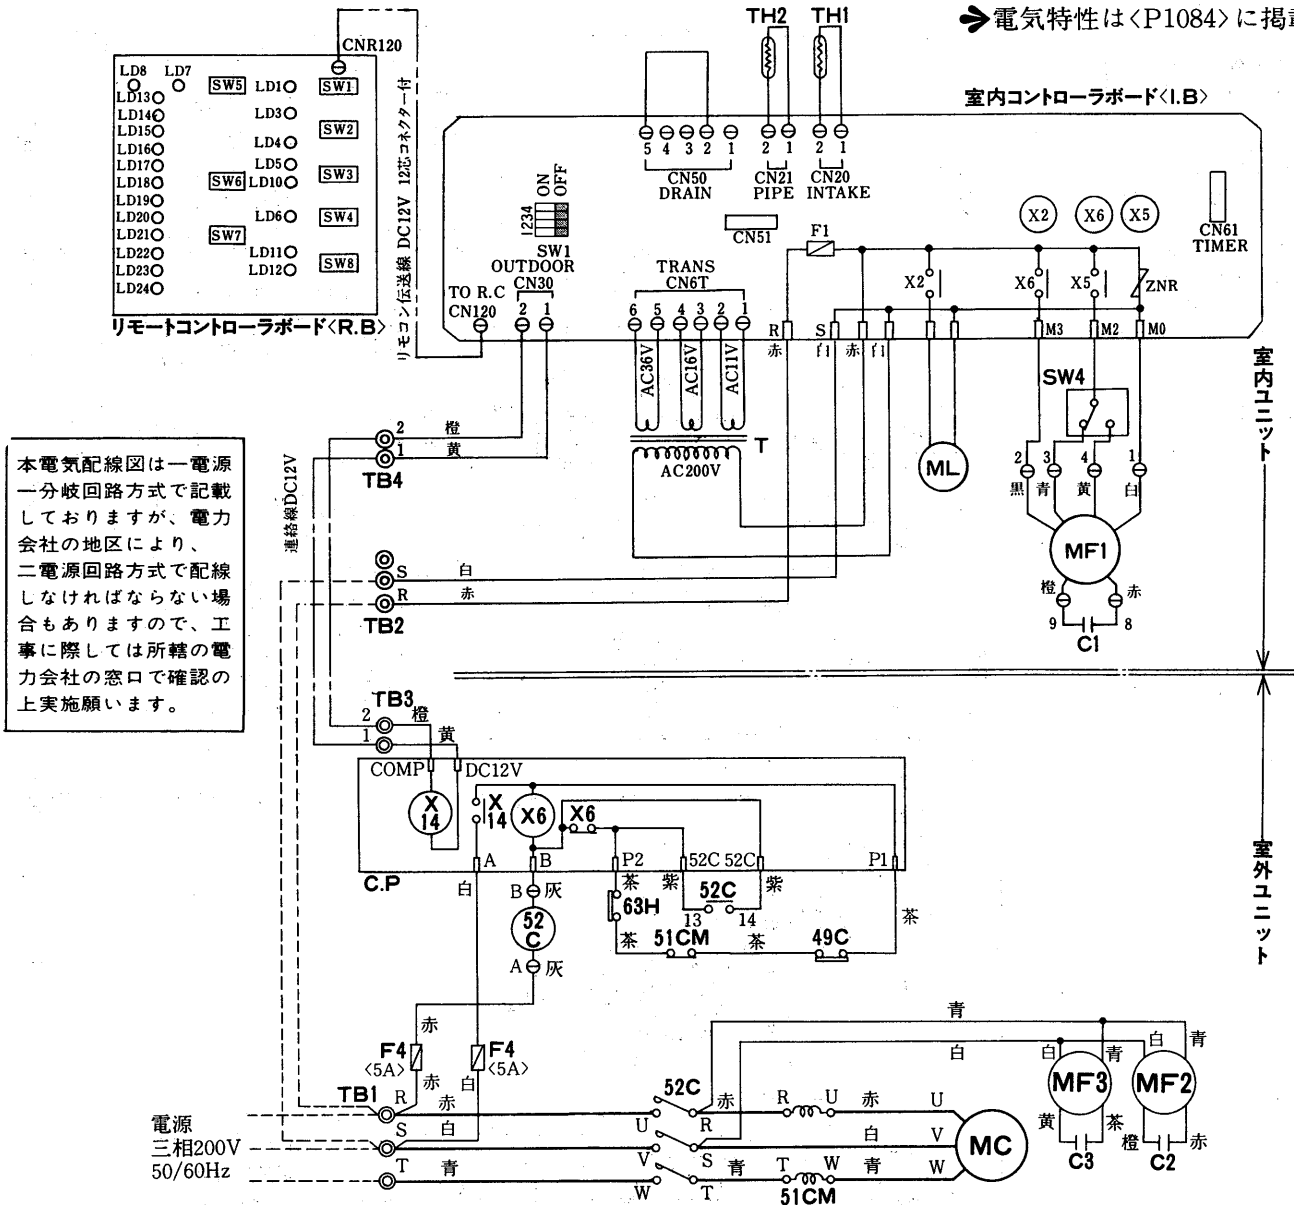 ➔電気特性は<P1084>に掲
CNR120
LD8
LD7
SW5
LD1
SW1
LD13
LD14
LD3
LD15
SW2
LD16
LD4
LD17
LD5
SW3
LD18
SW6
LD10
LD19
LD20
LD6
SW4
LD21
SW7
LD22
LD11
LD23
LD12
SW8
LD24
リモートコントローラボード<R.B>
リモコン伝送線 DC12V 12芯コネクター付
TH2
TH1
室内コントローラボード<I.B>
5 4 3 2 1
2 1
2 1
CN50
DRAIN
CN21
PIPE
CN20
INTAKE
ON
OFF
1234
SW1
CN51
F1
X2
X6
X5
CN61
TIMER
X2
X6
X5
ZNR
OUTDOOR
CN30
TRANS
CN6T
TO R.C
CN120
2 1
6 5 4 3 2 1
R
S
M3
M2
M0
赤
白
赤
白
AC36V
AC16V
AC11V
T
AC200V
SW4
ML
2
3
4
1
黒
青
黄
白
MF1
橙
赤
9
8
C1
室内ユニット
2
橙
1
黄
TB4
連絡線DC12V
S
白
R
赤
TB2
本電気配線図は一電源
一分岐回路方式で記載
しておりますが、電力
会社の地区により、
二電源回路方式で配線
しなければならない場
合もありますので、工
事に際しては所轄の電
力会社の窓口で確認の
上実施願います。
TB3
2
橙
1
黄
COMP
DC12V
X
14
X
14
X6
X6
A
B
P2
52C
52C
P1
C.P
白
B
灰
茶
紫
52C
紫
63H
13
14
52
C
茶
51CM
茶
49C
茶
A
灰
室外ユニット
赤
F4
<5A>
F4
<5A>
赤
白
青
白
白
青
白
青
MF3
MF2
黄
茶
橙
赤
C3
C2
TB1
R
赤
52C
赤
R
U
赤
U
電源
三相200V
50/60Hz
S
白
U
R
白
V
MC
T
青
V
S
青
T
W
青
W
W
T
51CM